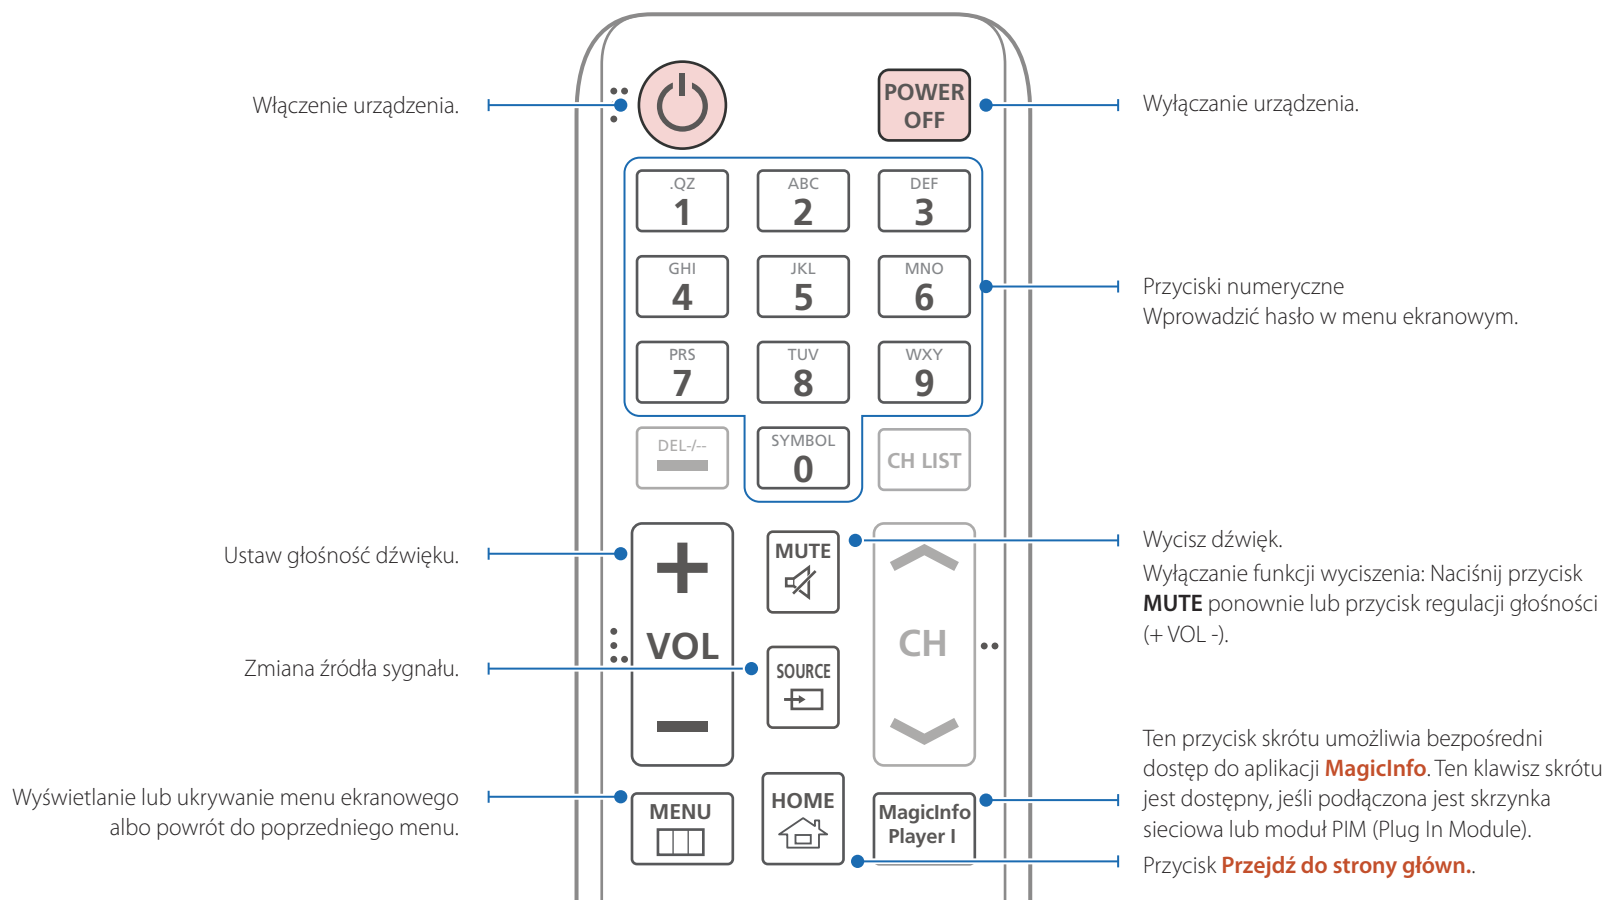 Włączenie urządzenia.
POWER
OFF
Wyłączanie urządzenia.
.QZ
1
ABC
2
DEF
3
GHI
4
JKL
5
MNO
6
Przyciski numeryczne
Wprowadzić hasło w menu ekranowym.
PRS
7
TUV
8
WXY
9
DEL-/--
SYMBOL
0
CH LIST
Ustaw głośność dźwięku.
VOL
MUTE
CH
Wycisz dźwięk.
Wyłączanie funkcji wyciszenia: Naciśnij przycisk
MUTE ponownie lub przycisk regulacji głośności
(+ VOL -).
Zmiana źródła sygnału.
SOURCE
Wyświetlanie lub ukrywanie menu ekranowego
albo powrót do poprzedniego menu.
MENU
HOME
MagicInfo
Player I
Ten przycisk skrótu umożliwia bezpośredni
dostęp do aplikacji MagicInfo. Ten klawisz skrótu
jest dostępny, jeśli podłączona jest skrzynka
sieciowa lub moduł PIM (Plug In Module).
Przycisk Przejdź do strony główn..